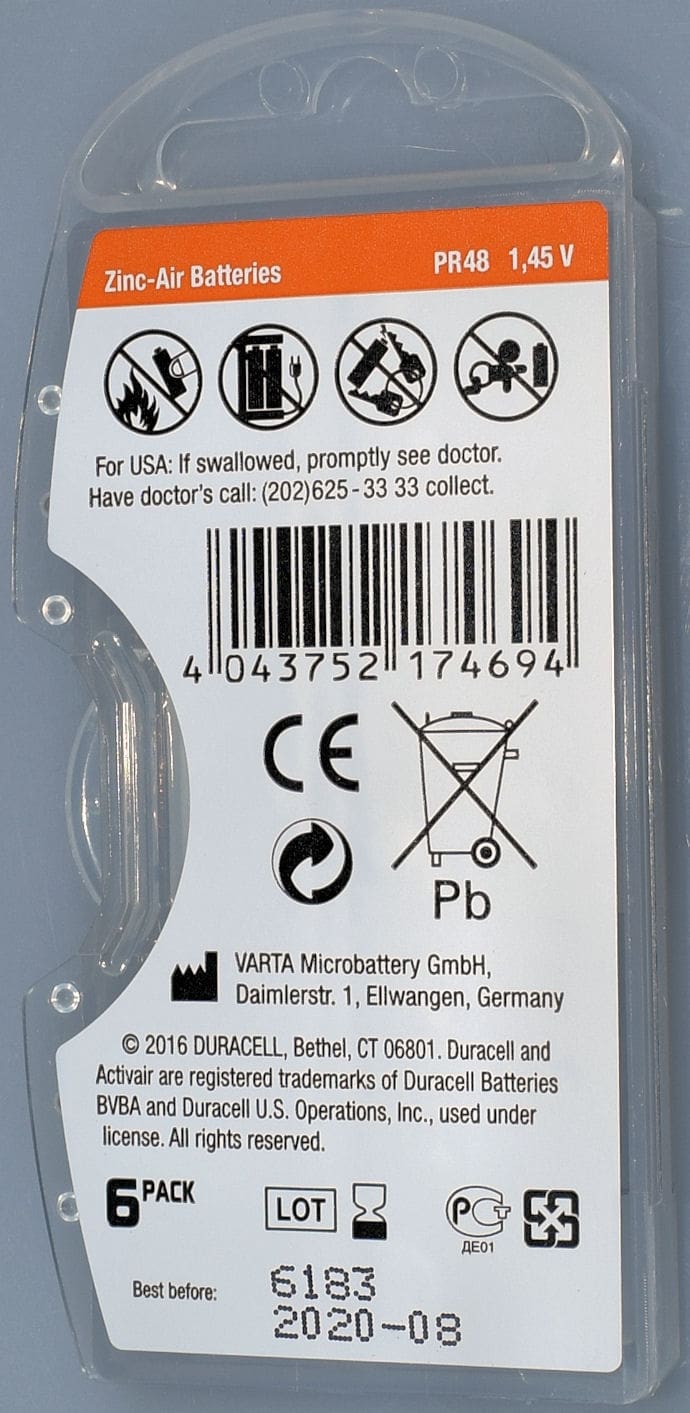 Zinc-Air Batteries PR48 1,45 V
For USA: If swallowed, promptly see doctor.
Have doctor's call: (202)625-33 33 collect.
4 043752 174694
CE
Pb
VARTA Microbattery GmbH,
Daimlerstr. 1, Ellwangen, Germany
© 2016 DURACELL, Bethel, CT 06801. Duracell and
Activair are registered trademarks of Duracell Batteries
BVBA and Duracell U.S. Operations, Inc., used under
license. All rights reserved.
6 PACK LOT РСТ
ДЕ01
Best before: 6183
2020-08